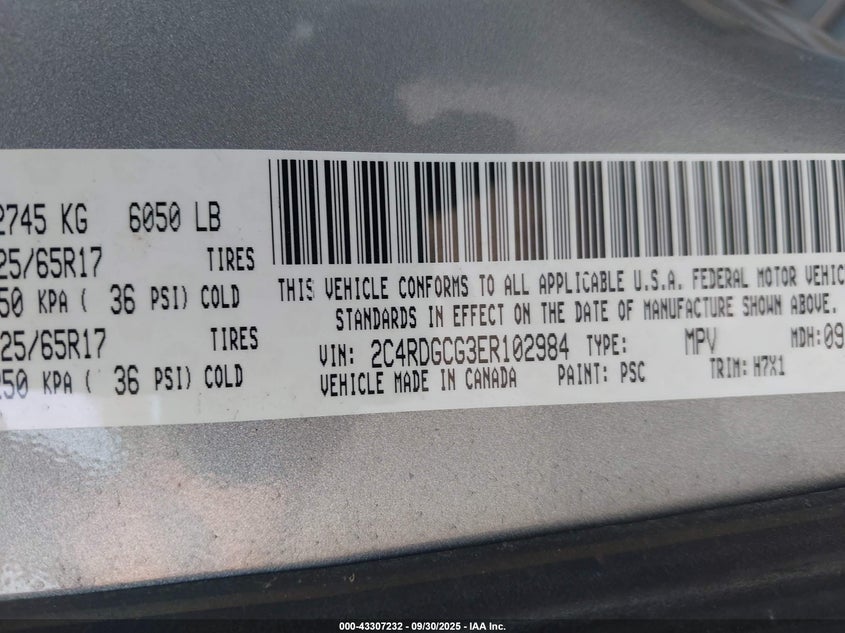 2745 KG 6050 LB
25/65R17 TIRES
50 KPA ( 36 PSI) COLD
25/65R17 TIRES
250 KPA ( 36 PSI) COLD
THIS VEHICLE CONFORMS TO ALL APPLICABLE U.S.A. FEDERAL MOTOR VEHIC
STANDARDS IN EFFECT ON THE DATE OF MANUFACTURE SHOWN ABOVE.
VIN: 2C4RDGCG3ER102984 TYPE: MPV MDH: 09
VEHICLE MADE IN CANADA PAINT: PSC TRIM: H7X1
000-43307232 - 09/30/2025 - IAA Inc.